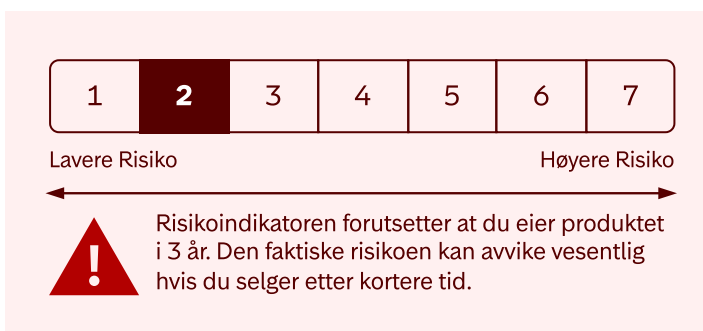 1 2 3 4 5 6 7
Lavere Risiko Høyere Risiko
Risikoindikatoren forutsetter at du eier produktet
i 3 år. Den faktiske risikoen kan avvike vesentlig
hvis du selger etter kortere tid.